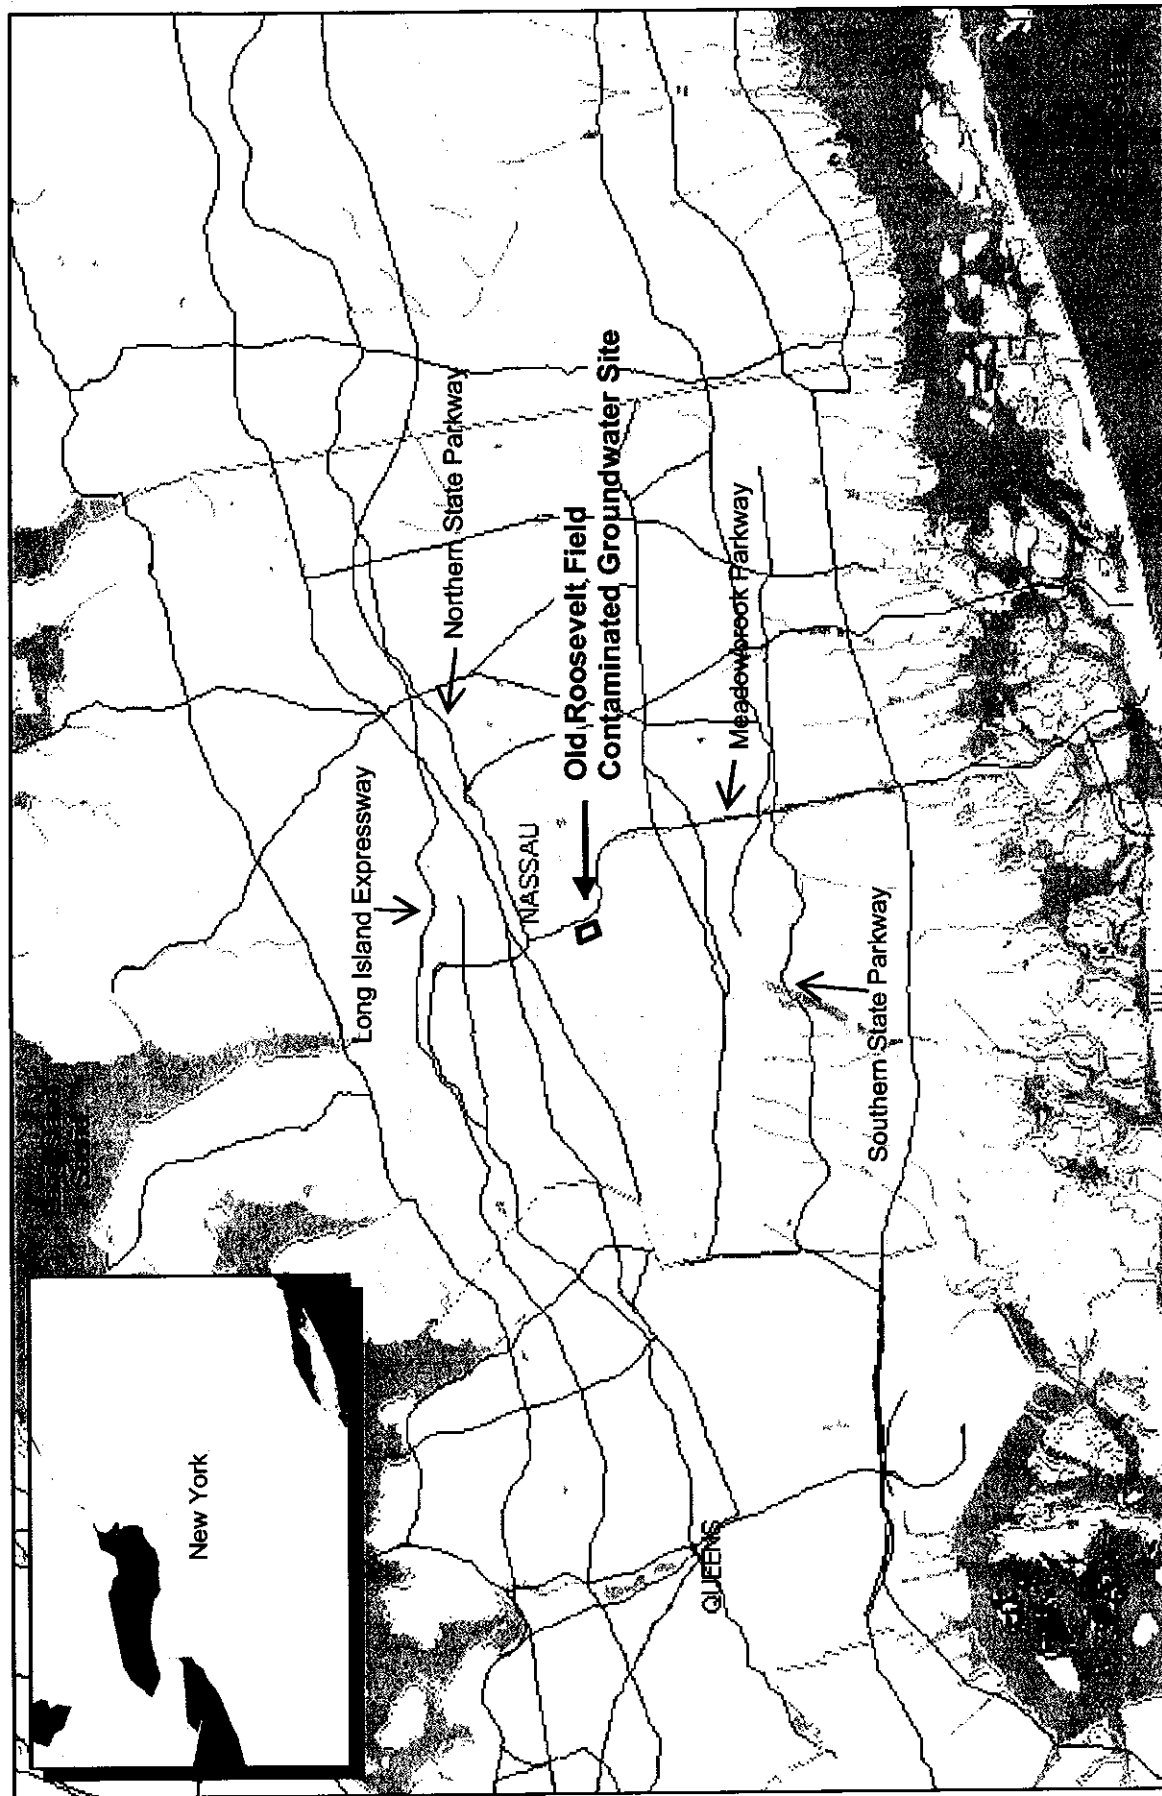 New York
Long Island Expressway
Northern State Parkway
NASSAU
Old Roosevelt Field
Contaminated Groundwater Site
Meadowbrook Parkway
QUEENS
Southern State Parkway